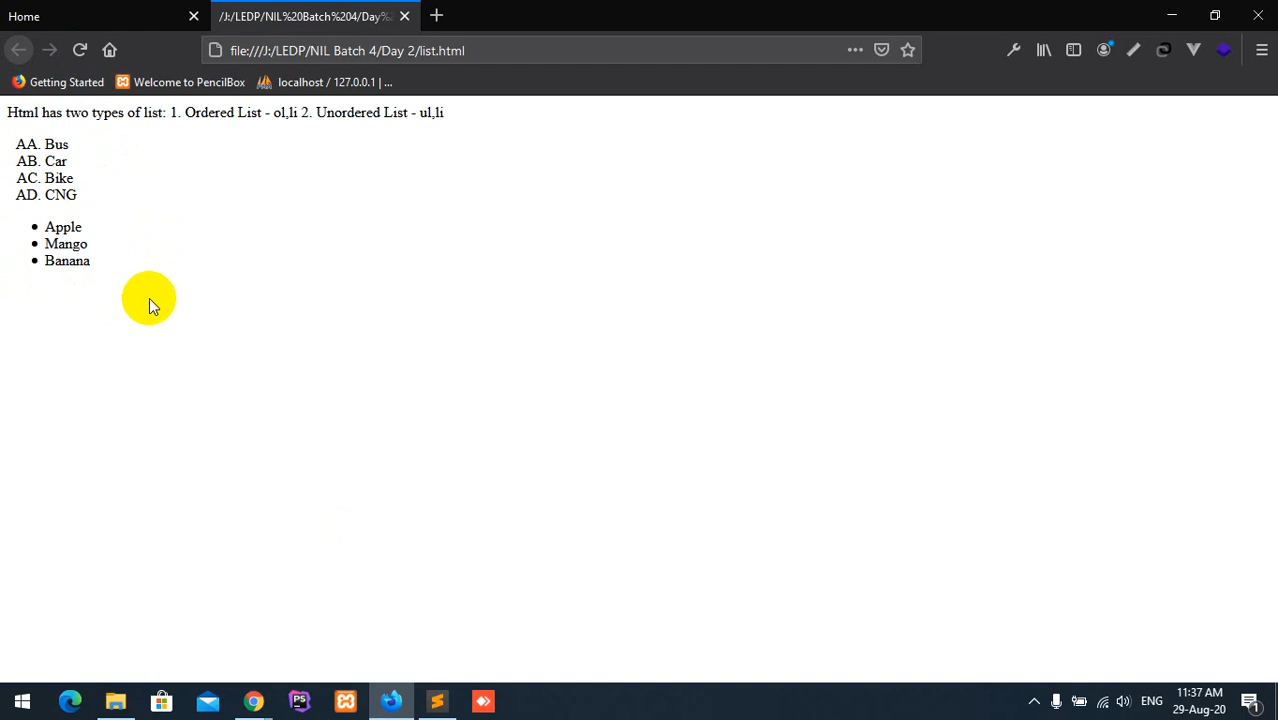 Home
/J:/LEDP/NIL%20Batch%204/Day%
file:///J:/LEDP/NIL Batch 4/Day 2/list.html
Getting Started
Welcome to PencilBox
localhost / 127.0.0.1 | ...
Html has two types of list: 1. Ordered List - ol,li 2. Unordered List - ul,li
AA. Bus
AB. Car
AC. Bike
AD. CNG
• Apple
• Mango
• Banana
PS
ENG
11:37 AM
29-Aug-20
1